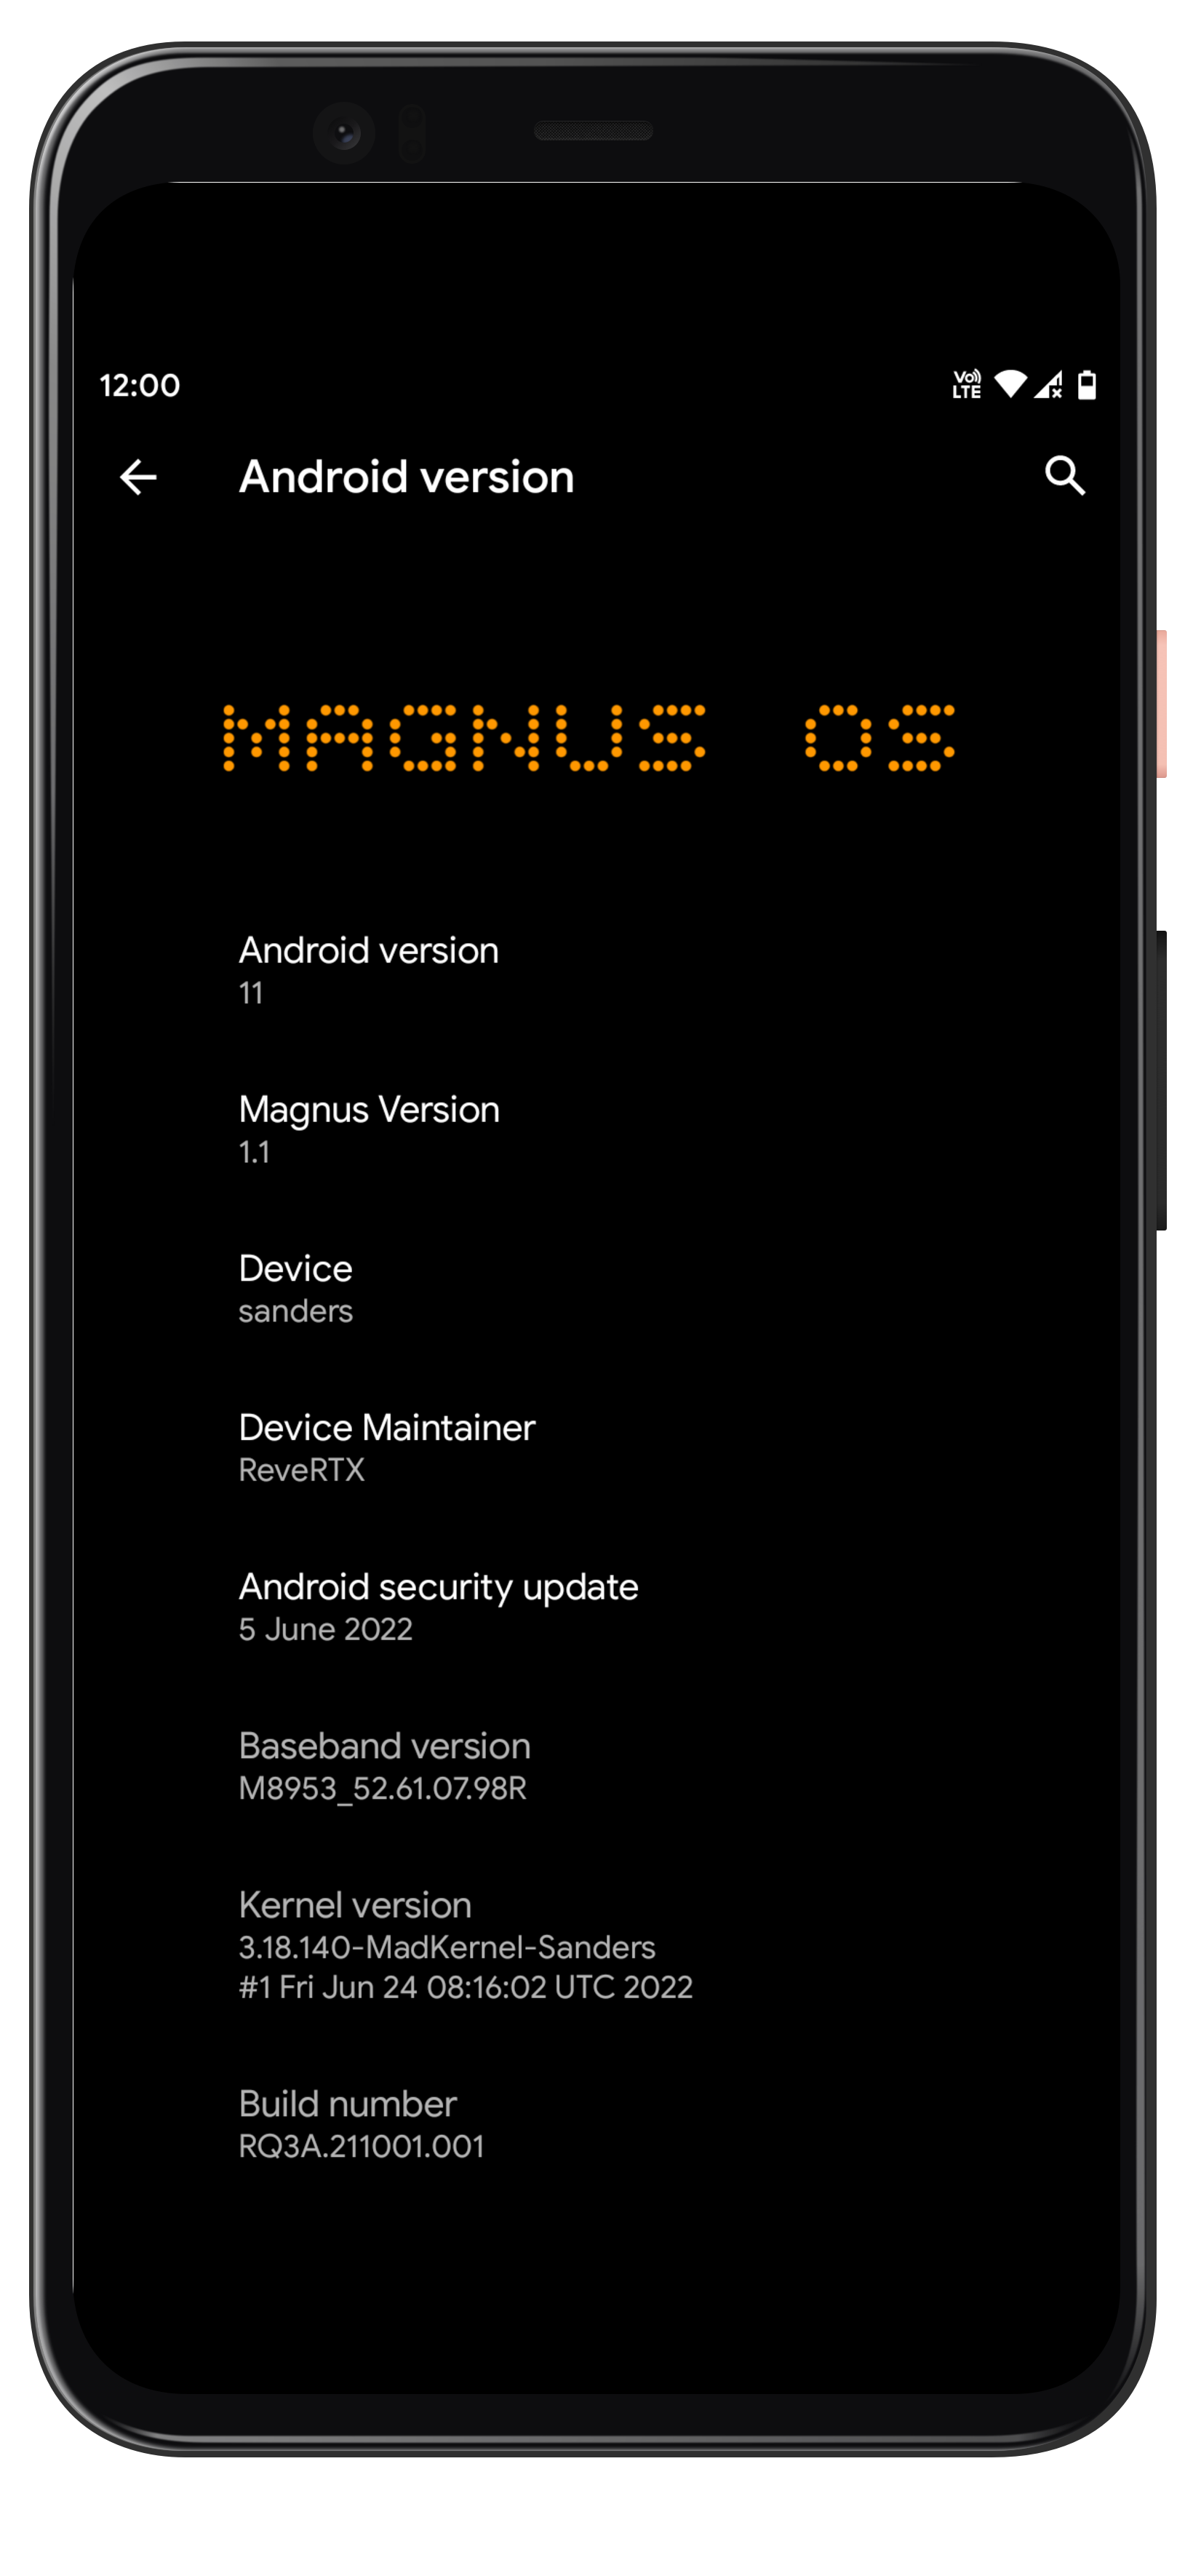 12:00
Vo)) LTE
Android version
MAGNUS OS
Android version
11
Magnus Version
1.1
Device
sanders
Device Maintainer
ReveRTX
Android security update
5 June 2022
Baseband version
M8953_52.61.07.98R
Kernel version
3.18.140-MadKernel-Sanders
#1 Fri Jun 24 08:16:02 UTC 2022
Build number
RQ3A.211001.001